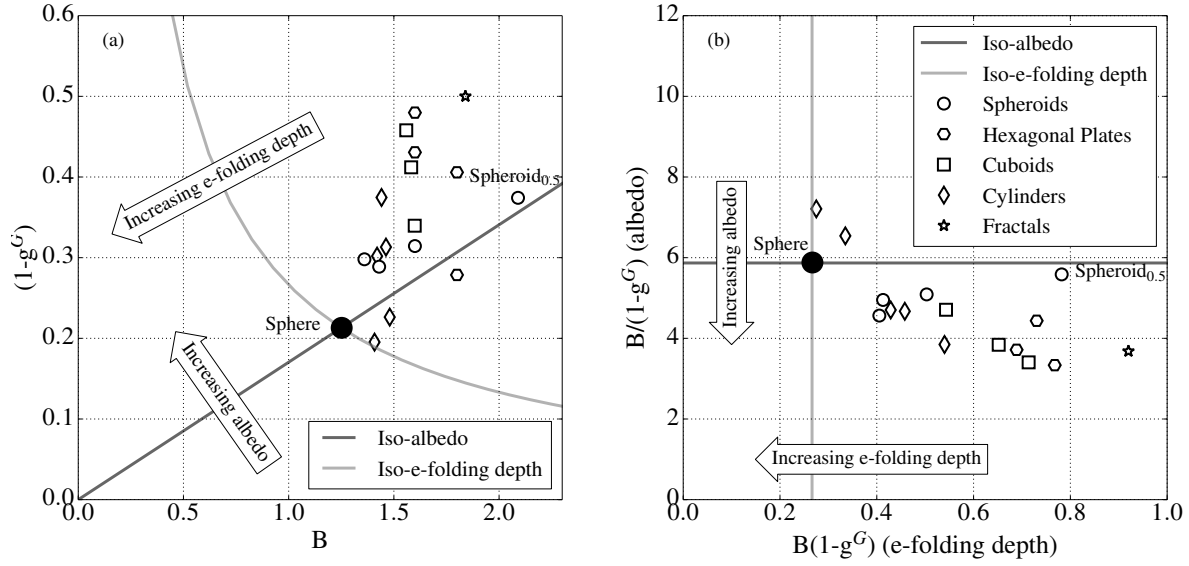 (a)
0.6
0.5
0.4
0.3
0.2
0.1
0.0
(1-g^G)
Increasing e-folding depth
Spheroid_{0.5}
Sphere
Increasing albedo
Iso-albedo
Iso-e-folding depth
0.0 0.5 1.0 1.5 2.0
B
(b)
12
10
8
6
4
2
0
B/(1-g^G) (albedo)
Iso-albedo
Iso-e-folding depth
Spheroids
Hexagonal Plates
Cuboids
Cylinders
Fractals
Increasing albedo
Sphere
Spheroid_{0.5}
Increasing e-folding depth
0.0 0.2 0.4 0.6 0.8 1.0
B(1-g^G) (e-folding depth)